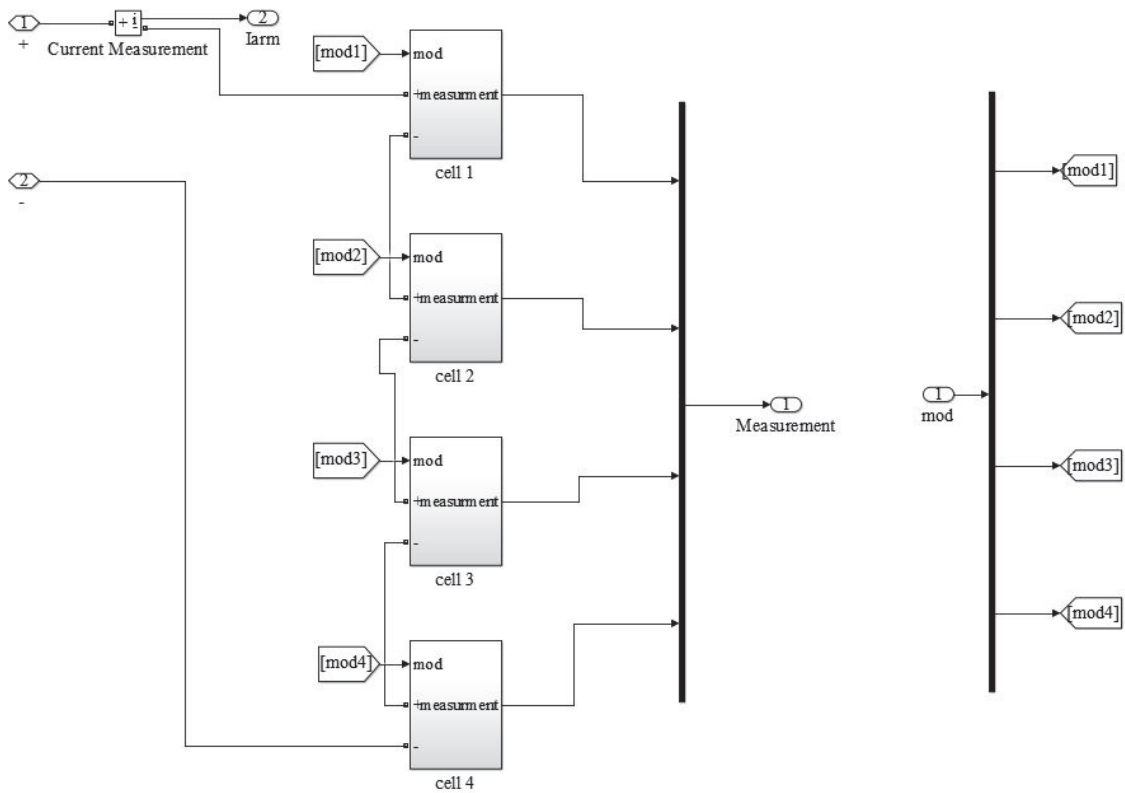 1
+
+ i
-
Current Measurement
2
Iarm
[mod1]
mod
+measurment
-
cell 1
2
-
[mod2]
mod
+measurment
-
cell 2
[mod3]
mod
+measurment
-
cell 3
[mod4]
mod
+measurment
-
cell 4
1
Measurement
1
mod
[mod1]
[mod2]
[mod3]
[mod4]